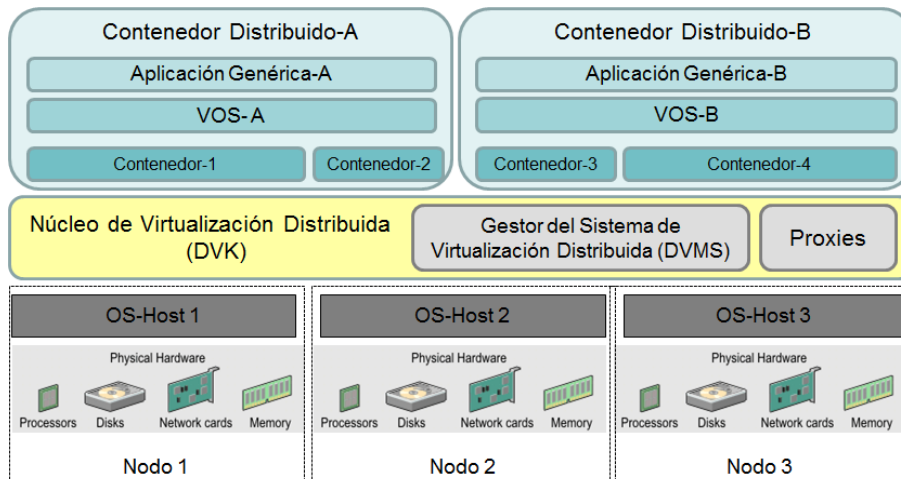 Contenedor Distribuido-A
Aplicación Genérica-A
VOS- A
Contenedor-1
Contenedor-2
Contenedor Distribuido-B
Aplicación Genérica-B
VOS-B
Contenedor-3
Contenedor-4
Núcleo de Virtualización Distribuida
(DVK)
Gestor del Sistema de
Virtualización Distribuida (DVMS)
Proxies
OS-Host 1
Physical Hardware
Processors
Disks
Network cards
Memory
Nodo 1
OS-Host 2
Physical Hardware
Processors
Disks
Network cards
Memory
Nodo 2
OS-Host 3
Physical Hardware
Processors
Disks
Network cards
Memory
Nodo 3